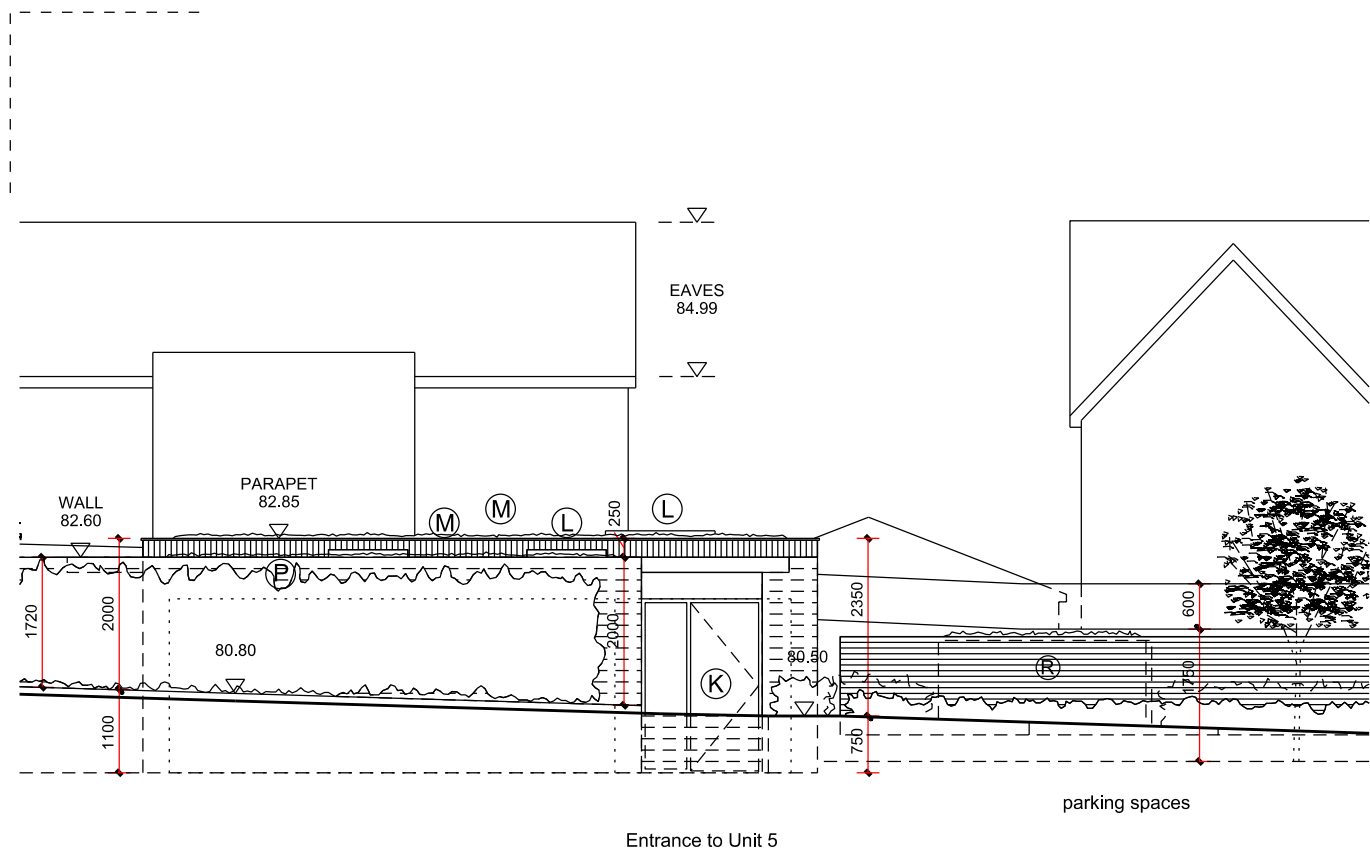 EAVES
84.99
PARAPET
82.85
WALL
82.60
M
M
L
L
250
P
1720
2000
2000
2350
600
80.80
80.50
K
R
1750
1100
750
parking spaces
Entrance to Unit 5